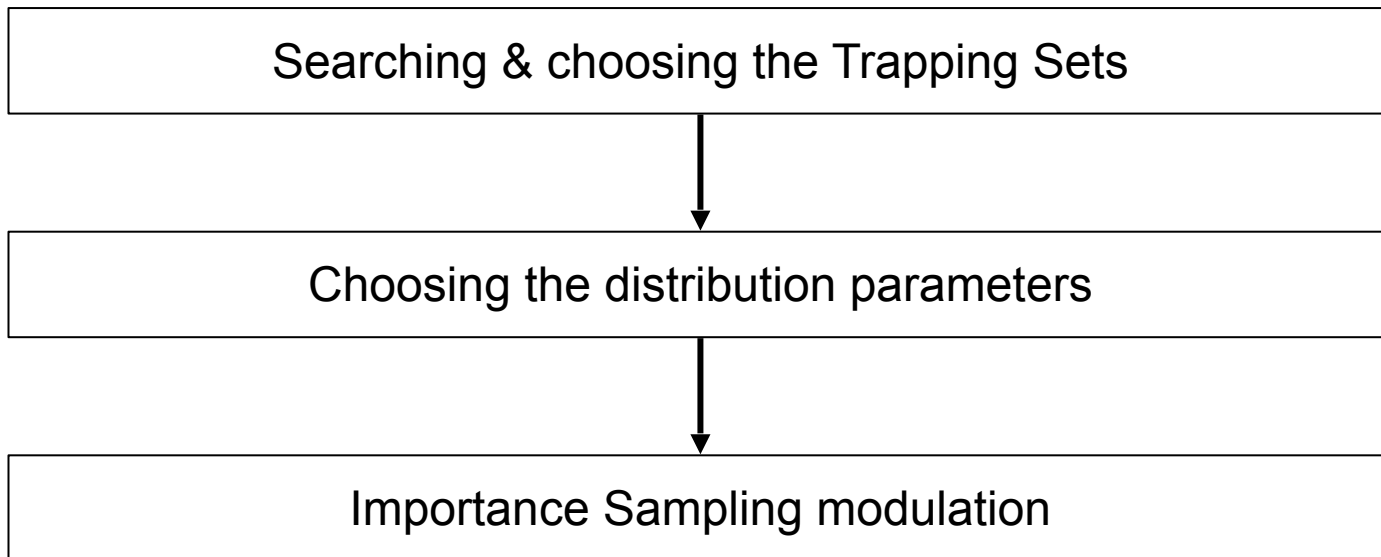 Searching & choosing the Trapping Sets
Choosing the distribution parameters
Importance Sampling modulation